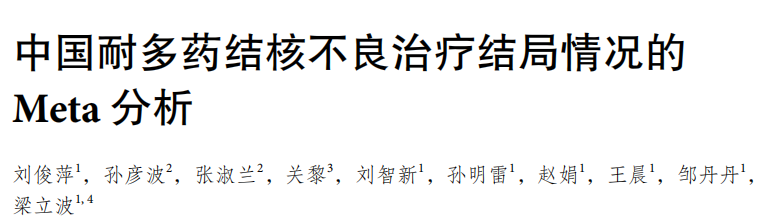 中国耐多药结核不良治疗结局情况的
Meta 分析
刘俊萍1，孙彦波2，张淑兰2，关黎3，刘智新1，孙明雷1，赵娟1，王晨1，邹丹丹1，
梁立波1, 4